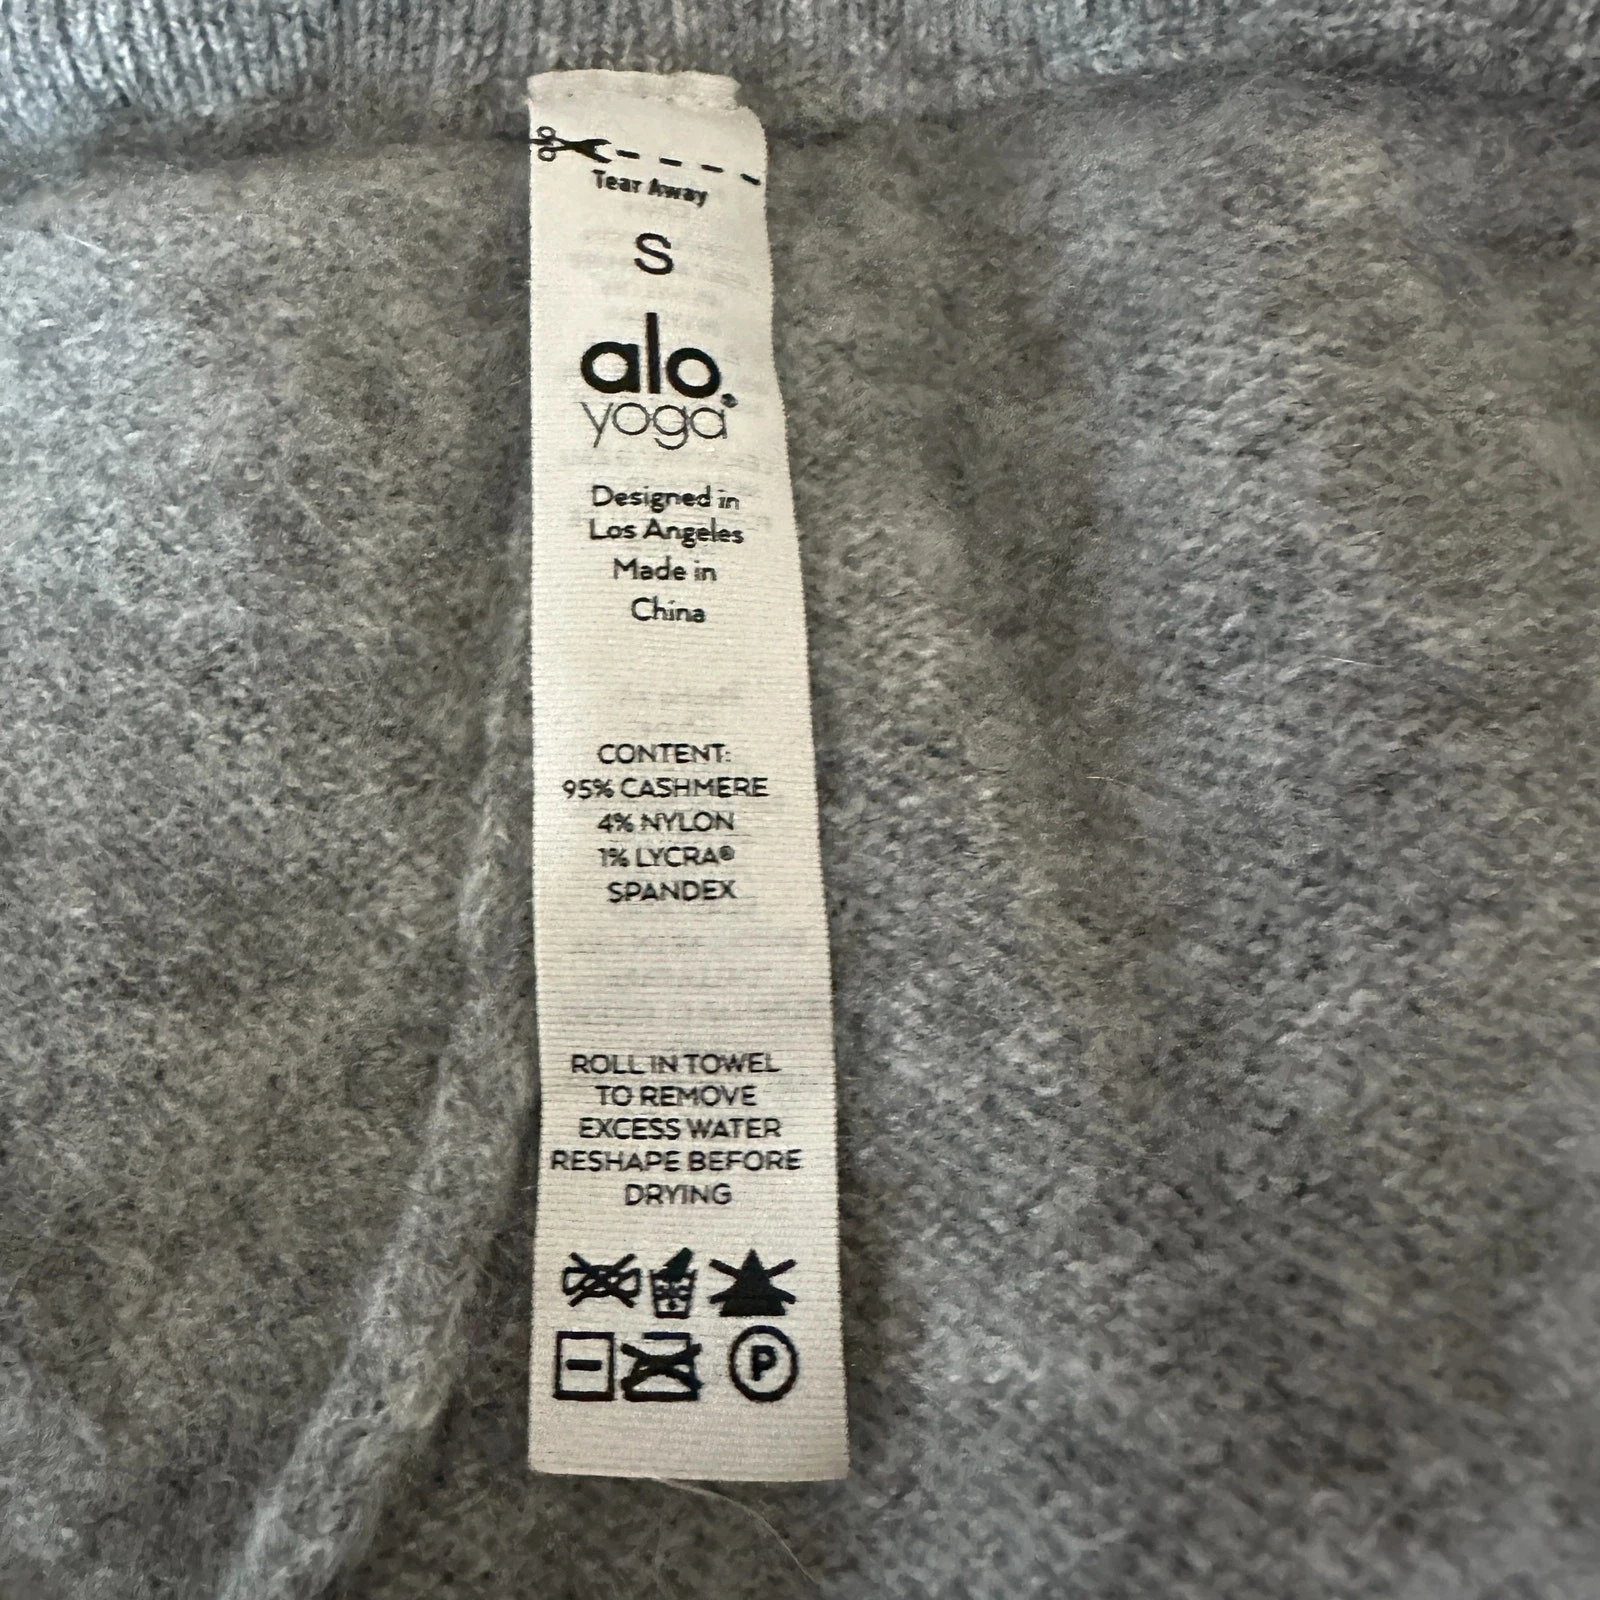 Tear Away
S
alo
yoga®
Designed in
Los Angeles
Made in
China
CONTENT:
95% CASHMERE
4% NYLON
1% LYCRA®
SPANDEX
ROLL IN TOWEL
TO REMOVE
EXCESS WATER
RESHAPE BEFORE
DRYING
P